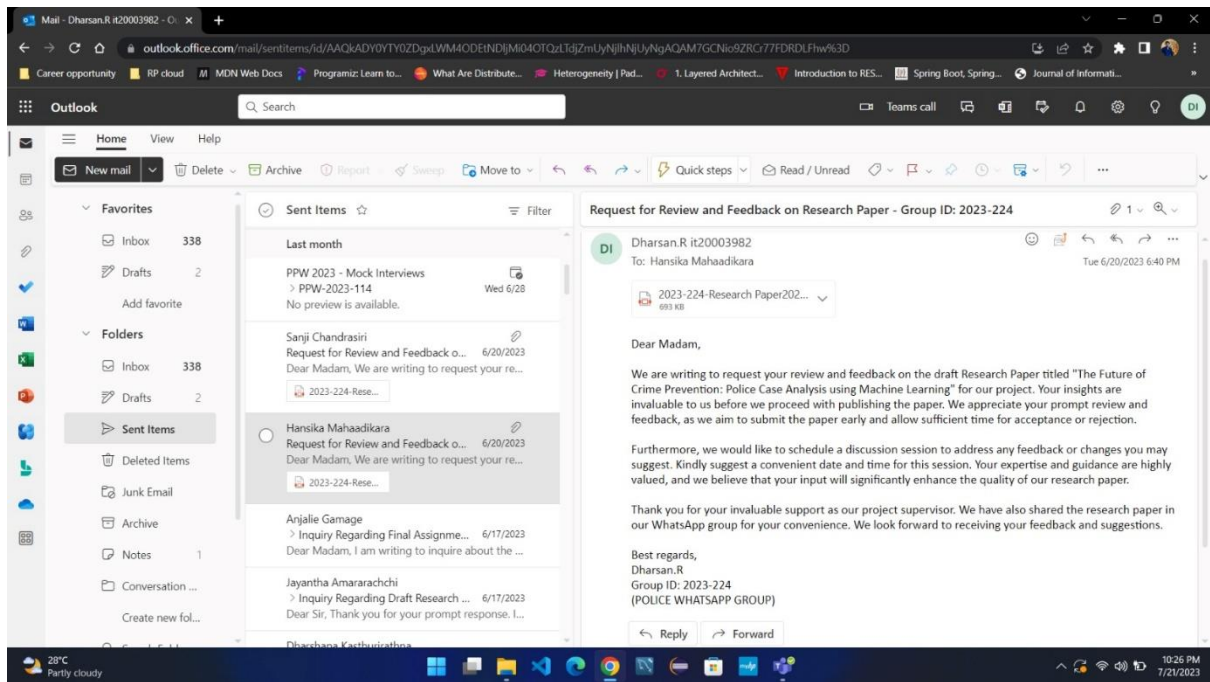 Mail - Dharsan.R it20003982 - Ou
outlook.office.com/mail/sentitems/id/AAQkADY0YTY0ZDgxLWM4ODEtNDljMi04OTQzLTdjZmUyNjlhNjUyNgAQAM7GCNio9ZRCr77FDRDLFhw%3D
Career opportunity
RP cloud
MDN Web Docs
Programiz: Learn to...
What Are Distribute...
Heterogeneity | Pad...
1. Layered Architect...
Introduction to RES...
Spring Boot, Spring...
Journal of Informati...
»
Outlook
Search
Teams call
DI
Home View Help
New mail
Delete
Archive
Report
Sweep
Move to
Quick steps
Read / Unread
Favorites
Inbox 338
Drafts 2
Add favorite
Folders
Inbox 338
Drafts 2
Sent Items
Deleted Items
Junk Email
Archive
Notes 1
Conversation ...
Create new fol...
Sent Items
Filter
Last month
PPW 2023 - Mock Interviews
> PPW-2023-114 Wed 6/28
No preview is available.
Sanji Chandrasiri
Request for Review and Feedback o... 6/20/2023
Dear Madam, We are writing to request your re...
2023-224-Rese...
Hansika Mahaadikara
Request for Review and Feedback o... 6/20/2023
Dear Madam, We are writing to request your re...
2023-224-Rese...
Anjalie Gamage
> Inquiry Regarding Final Assignme... 6/17/2023
Dear Madam, I am writing to inquire about the ...
Jayantha Amararachchi
> Inquiry Regarding Draft Research ... 6/17/2023
Dear Sir, Thank you for your prompt response. I...
Dharshana Kasthurirathna
Request for Review and Feedback on Research Paper - Group ID: 2023-224
1
DI
Dharsan.R it20003982
To: Hansika Mahaadikara
Tue 6/20/2023 6:40 PM
2023-224-Research Paper202...
693 KB
Dear Madam,
We are writing to request your review and feedback on the draft Research Paper titled "The Future of
Crime Prevention: Police Case Analysis using Machine Learning" for our project. Your insights are
invaluable to us before we proceed with publishing the paper. We appreciate your prompt review and
feedback, as we aim to submit the paper early and allow sufficient time for acceptance or rejection.
Furthermore, we would like to schedule a discussion session to address any feedback or changes you may
suggest. Kindly suggest a convenient date and time for this session. Your expertise and guidance are highly
valued, and we believe that your input will significantly enhance the quality of our research paper.
Thank you for your invaluable support as our project supervisor. We have also shared the research paper in
our WhatsApp group for your convenience. We look forward to receiving your feedback and suggestions.
Best regards,
Dharsan.R
Group ID: 2023-224
(POLICE WHATSAPP GROUP)
Reply
Forward
28°C
Partly cloudy
10:26 PM
7/21/2023